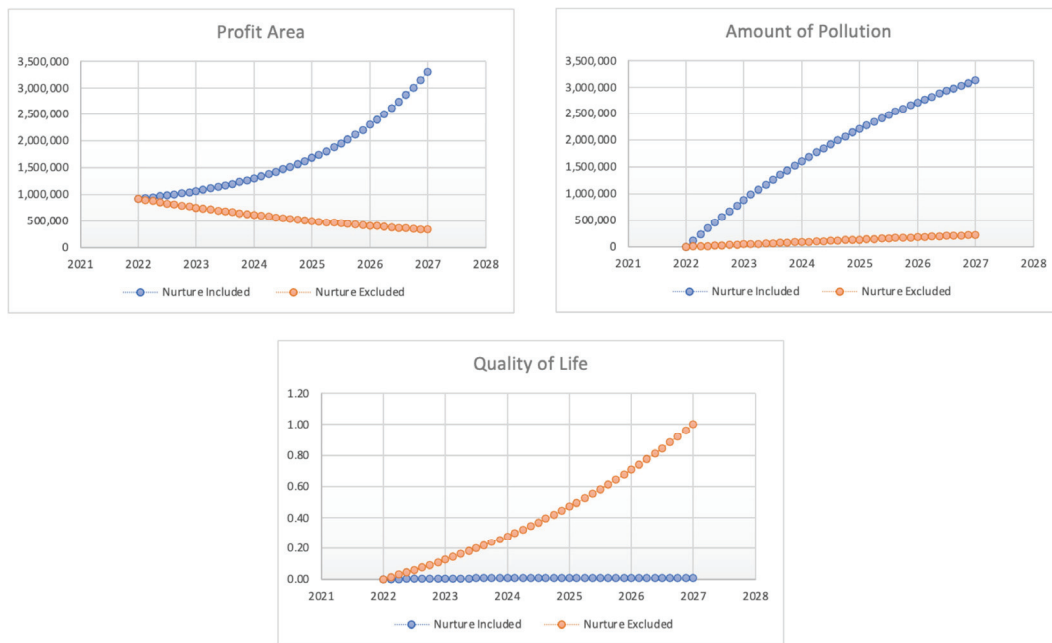 Profit Area
3,500,000
3,000,000
2,500,000
2,000,000
1,500,000
1,000,000
500,000
0
2021 2022 2023 2024 2025 2026 2027 2028
Nurture Included Nurture Excluded
Amount of Pollution
3,500,000
3,000,000
2,500,000
2,000,000
1,500,000
1,000,000
500,000
0
2021 2022 2023 2024 2025 2026 2027 2028
Nurture Included Nurture Excluded
Quality of Life
1.20
1.00
0.80
0.60
0.40
0.20
0.00
2021 2022 2023 2024 2025 2026 2027 2028
Nurture Included Nurture Excluded